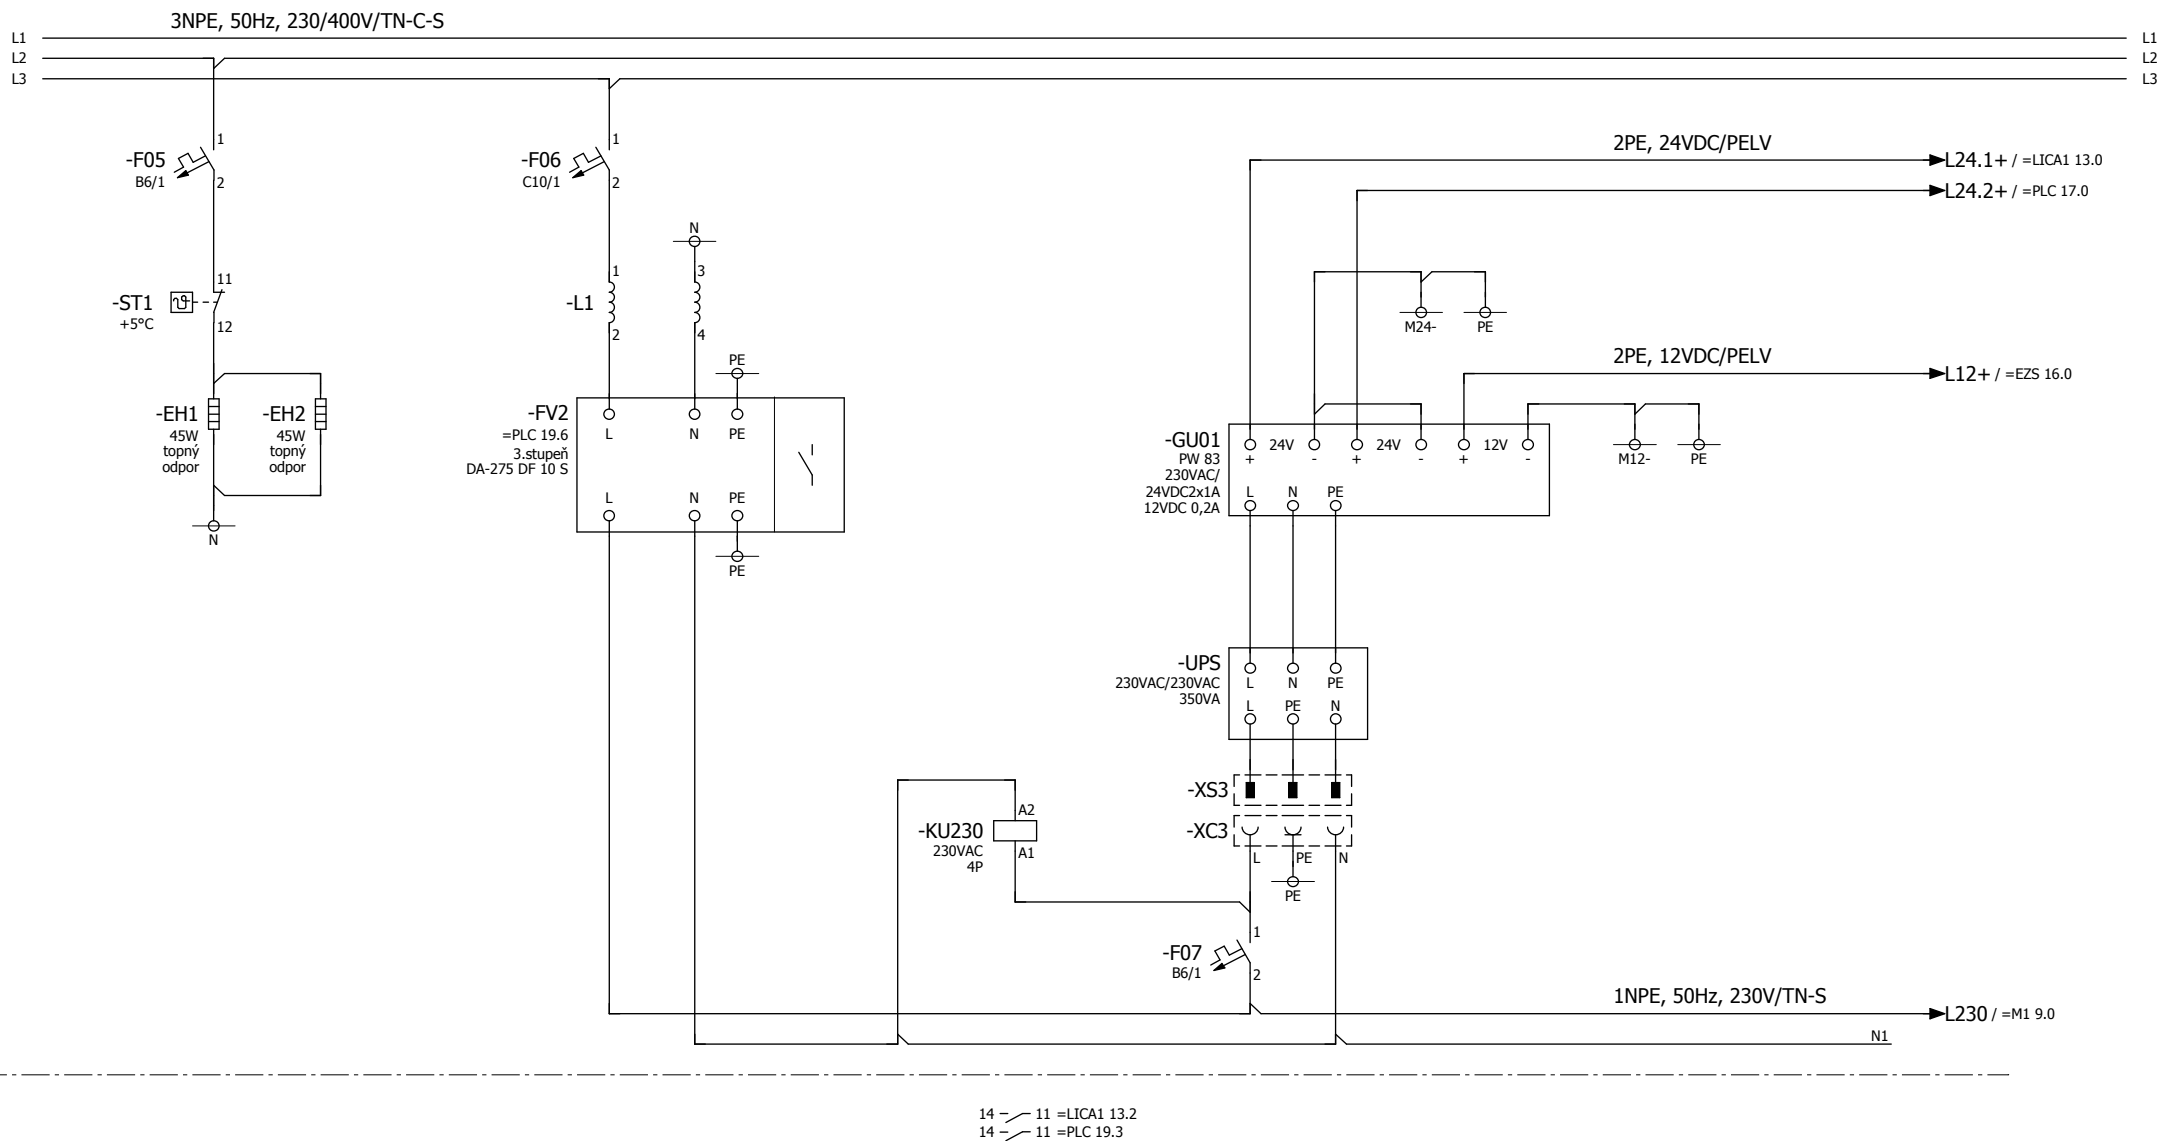 3NPE, 50Hz, 230/400V/TN-C-S
L1
L1
L2
L2
L3
L3
1
-F05
B6/1
2
1
-F06
C10/1
2
2PE, 24VDC/PELV
L24.1+ / =LICA1 13.0
L24.2+ / =PLC 17.0
11
-ST1
+5°C
12
N
1
3
-L1
2
4
M24-
PE
PE
2PE, 12VDC/PELV
L12+ / =EZS 16.0
-EH1
45W
topný
odpor
-EH2
45W
topný
odpor
N
-FV2
=PLC 19.6
3.stupeň
DA-275 DF 10 S
L
N
PE
L
N
PE
PE
-GU01
PW 83
230VAC/
24VDC2x1A
12VDC 0,2A
24V
24V
12V
+
-
+
-
+
-
L
N
PE
M12-
PE
-UPS
230VAC/230VAC
350VA
L
N
PE
L
PE
N
-XS3
-XC3
L
PE
N
PE
A2
-KU230
230VAC
4P
A1
1
-F07
B6/1
2
1NPE, 50Hz, 230V/TN-S
L230 / =M1 9.0
N1
14 11 =LICA1 13.2
14 11 =PLC 19.3